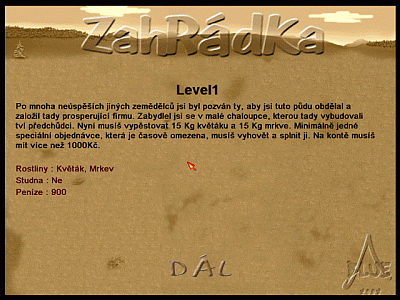 ZahRádKa
Level1
Po mnoha neúspěších jiných zemědělců jsi byl pozván ty, aby jsi tuto půdu obdělal a
založil tady prosperující firmu. Zabydlel jsi se v malé chaloupce, kterou tady vybudovali
tví předchůdci. Nyní musíš vypěstovat 15 Kg květáku a 15 Kg mrkve. Minimálně jedné
speciální objednávce, která je časově omezena, musíš vyhovět a splnit ji. Na kontě musíš
mít více než 1000Kč.
Rostliny : Květák, Mrkev
Studna : Ne
Peníze : 900
DÁL
BLUE